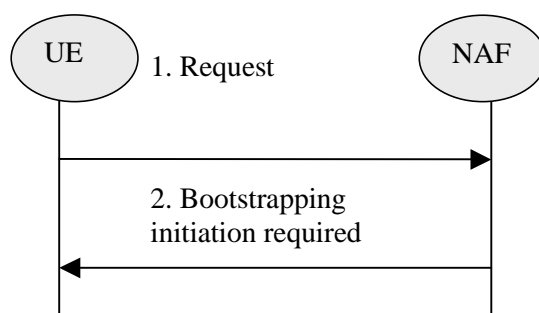 UE
NAF
1. Request
2. Bootstrapping
initiation required